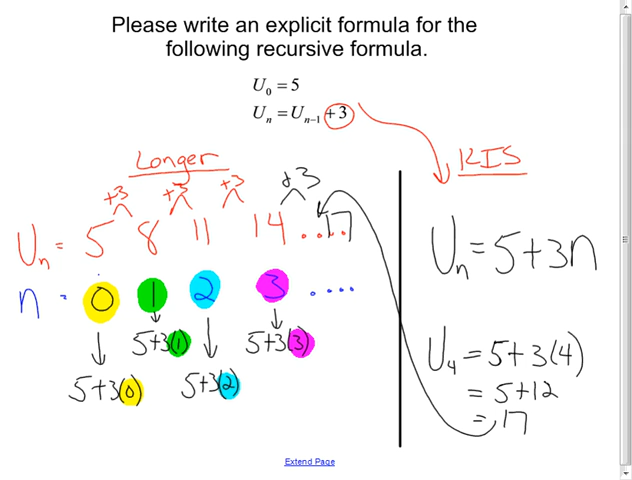 Please write an explicit formula for the
following recursive formula.
U₀ = 5
Uₙ = Uₙ₋₁ +3
Longer
+3 +3 +3 +3
Uₙ = 5 8 11 14 .... 17
n = 0 1 2 3 ....
5+3(1) 5+3(3)
5+3(0) 5+3(2)
KIS
Uₙ = 5+3n
U₄ = 5+3(4)
= 5+12
= 17
Extend Page